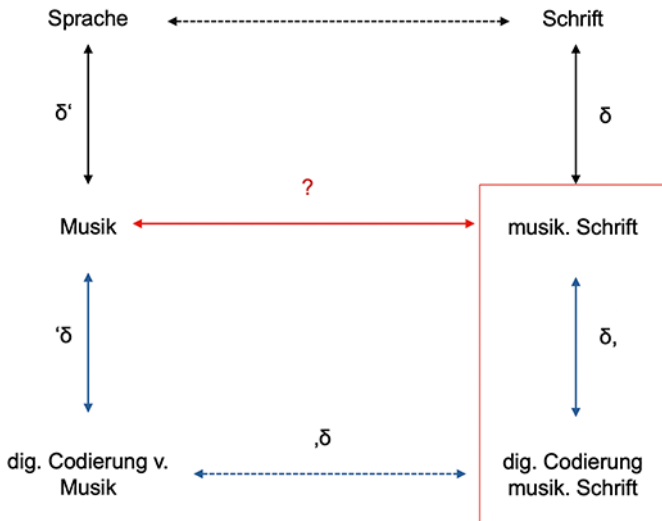 Sprache
Schrift
δ‘
δ
?
Musik
musik. Schrift
‘δ
δ,
,δ
dig. Codierung v.
Musik
dig. Codierung
musik. Schrift